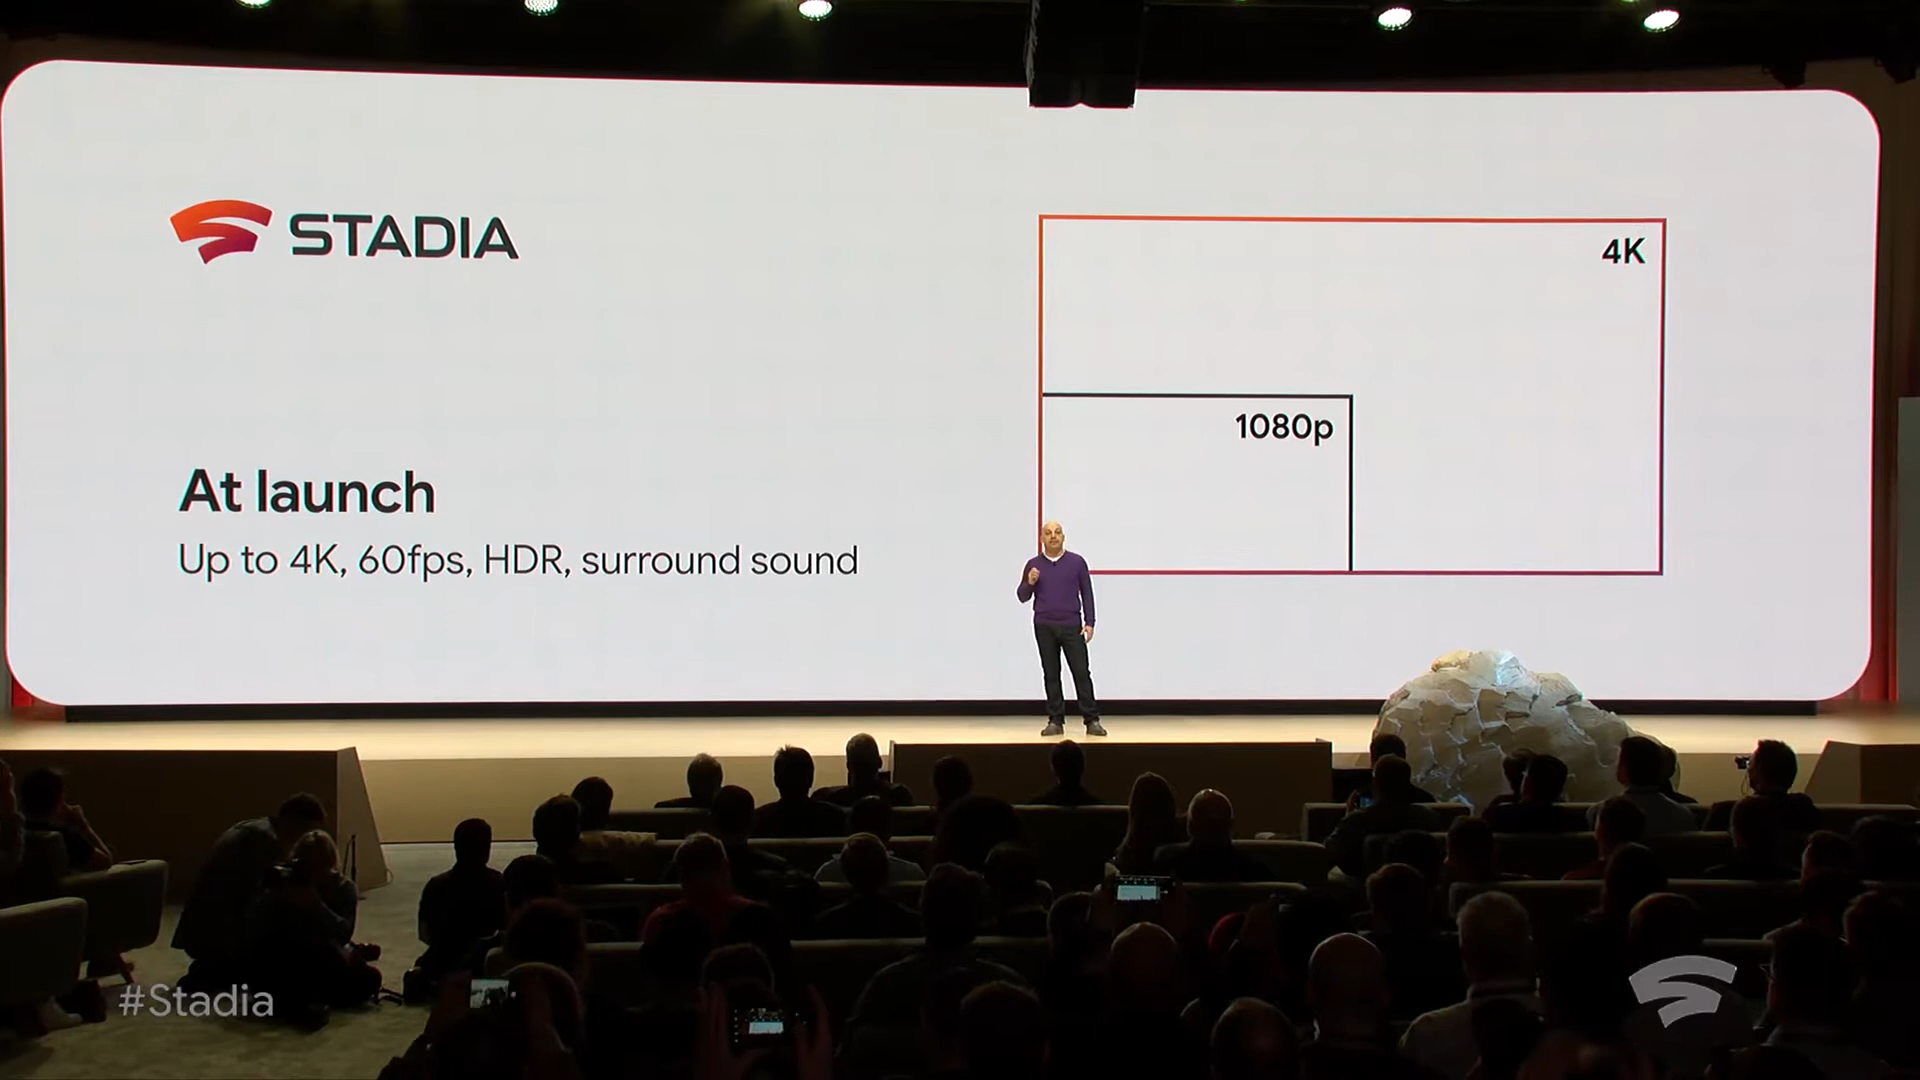 STADIA
4K
1080p
At launch
Up to 4K, 60fps, HDR, surround sound
#Stadia